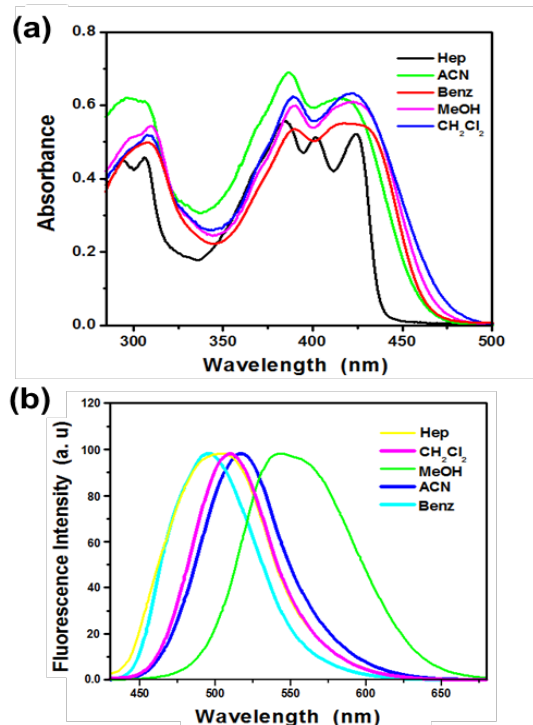 (a)
0.8
0.6
0.4
0.2
0.0
Absorbance
Hep
ACN
Benz
MeOH
CH₂Cl₂
300 350 400 450 500
Wavelength (nm)
(b)
120
100
80
60
40
20
0.0
Fluorescence Intensity (a. u)
Hep
CH₂Cl₂
MeOH
ACN
Benz
450 500 550 600 650
Wavelength (nm)